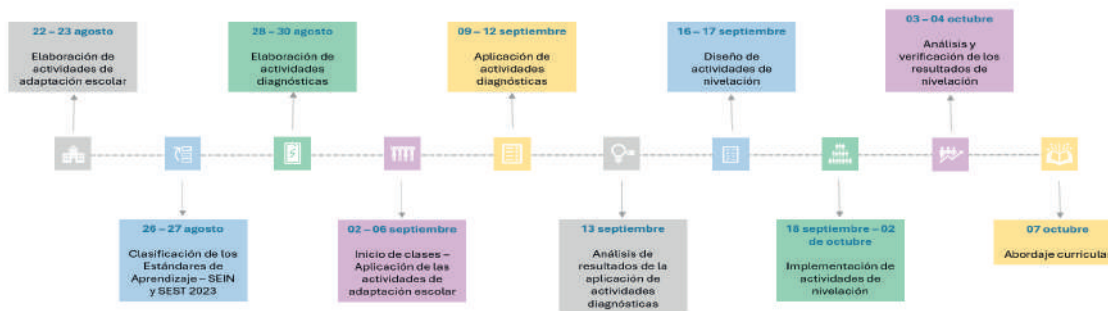 22 – 23 agosto
Elaboración de
actividades de
adaptación escolar
26 – 27 agosto
Clasificación de los
Estándares de
Aprendizaje – SEIN
y SEST 2023
28 – 30 agosto
Elaboración de
actividades
diagnósticas
02 – 06 septiembre
Inicio de clases –
Aplicación de las
actividades de
adaptación escolar
09 – 12 septiembre
Aplicación de
actividades
diagnósticas
13 septiembre
Análisis de
resultados de la
aplicación de
actividades
diagnósticas
16 – 17 septiembre
Diseño de
actividades de
nivelación
18 septiembre – 02
de octubre
Implementación de
actividades de
nivelación
03 – 04 octubre
Análisis y
verificación de los
resultados de
nivelación
07 octubre
Abordaje curricular